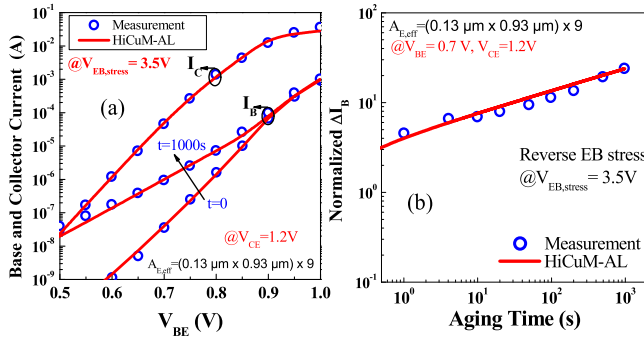 Base and Collector Current (A)
10⁻¹
10⁻²
10⁻³
10⁻⁴
10⁻⁵
10⁻⁶
10⁻⁷
10⁻⁸
10⁻⁹
Measurement
HiCuM-AL
@V_EB,stress = 3.5V
I_C
(a)
I_B
t=1000s
t=0
@V_CE=1.2V
A_E,eff=(0.13 µm x 0.93 µm) x 9
0.5 0.6 0.7 0.8 0.9 1.0
V_BE (V)
Normalized ΔI_B
10²
10¹
10⁰
10⁻¹
A_E,eff=(0.13 µm x 0.93 µm) x 9
@V_BE= 0.7 V, V_CE=1.2V
Reverse EB stress
@V_EB,stress = 3.5V
(b)
Measurement
HiCuM-AL
10⁰ 10¹ 10² 10³
Aging Time (s)